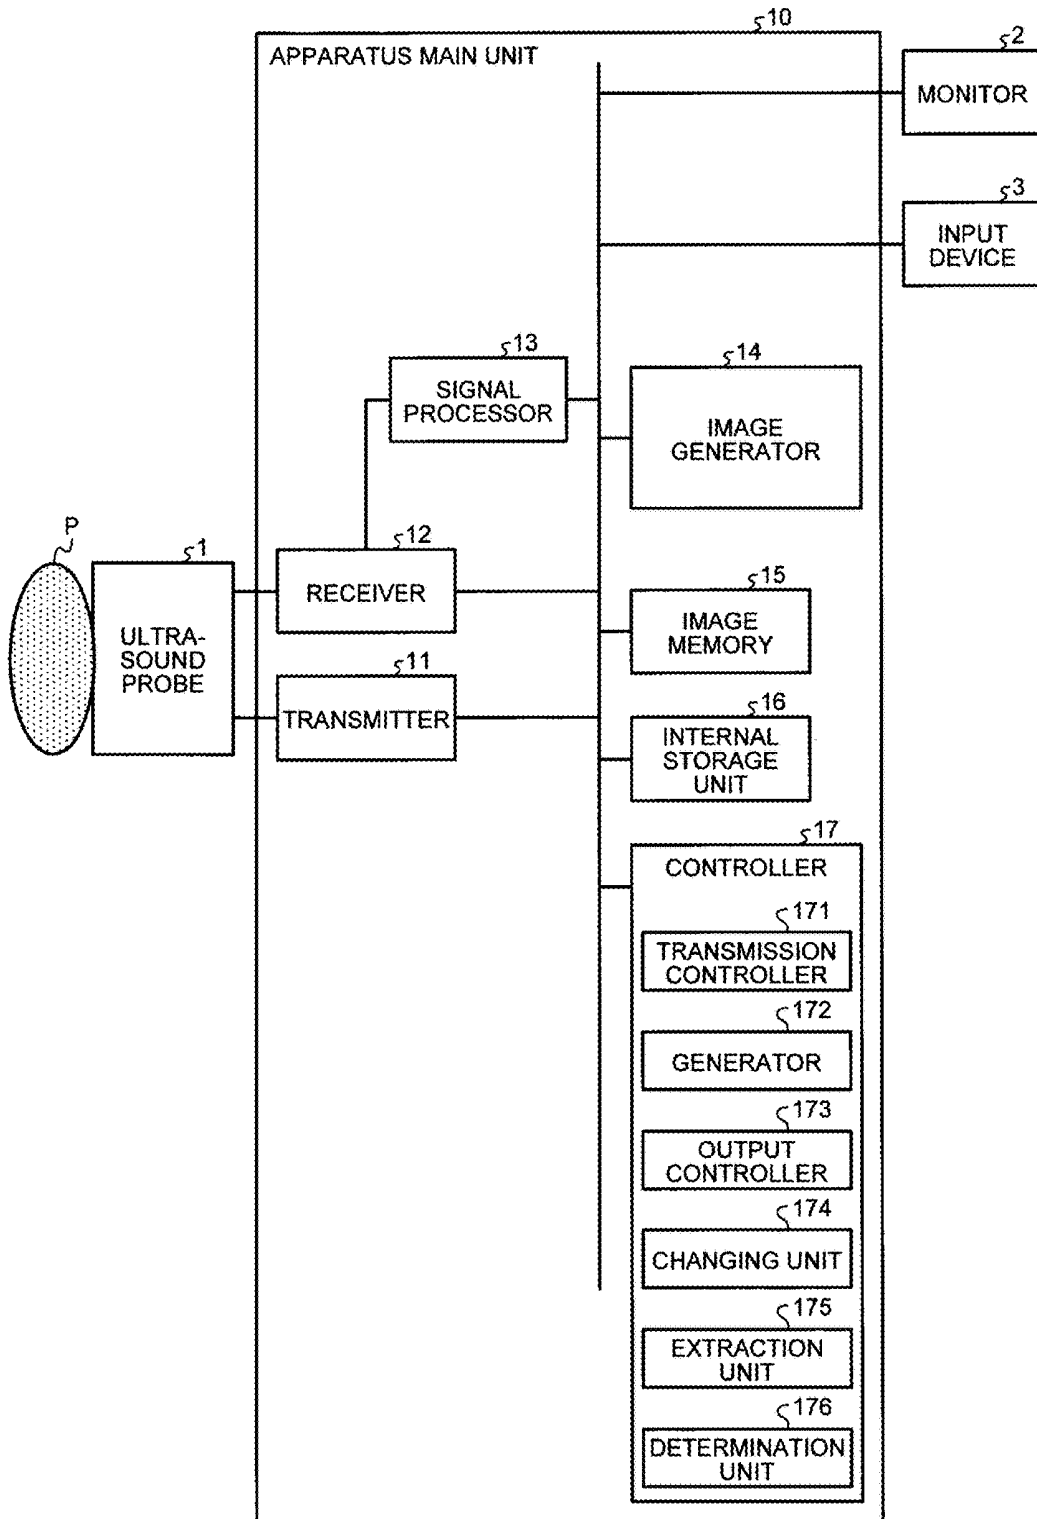 10
APPARATUS MAIN UNIT
2
MONITOR
3
INPUT
DEVICE
13
SIGNAL
PROCESSOR
14
IMAGE
GENERATOR
P
1
ULTRA-
SOUND
PROBE
12
RECEIVER
11
TRANSMITTER
15
IMAGE
MEMORY
16
INTERNAL
STORAGE
UNIT
17
CONTROLLER
171
TRANSMISSION
CONTROLLER
172
GENERATOR
173
OUTPUT
CONTROLLER
174
CHANGING UNIT
175
EXTRACTION
UNIT
176
DETERMINATION
UNIT